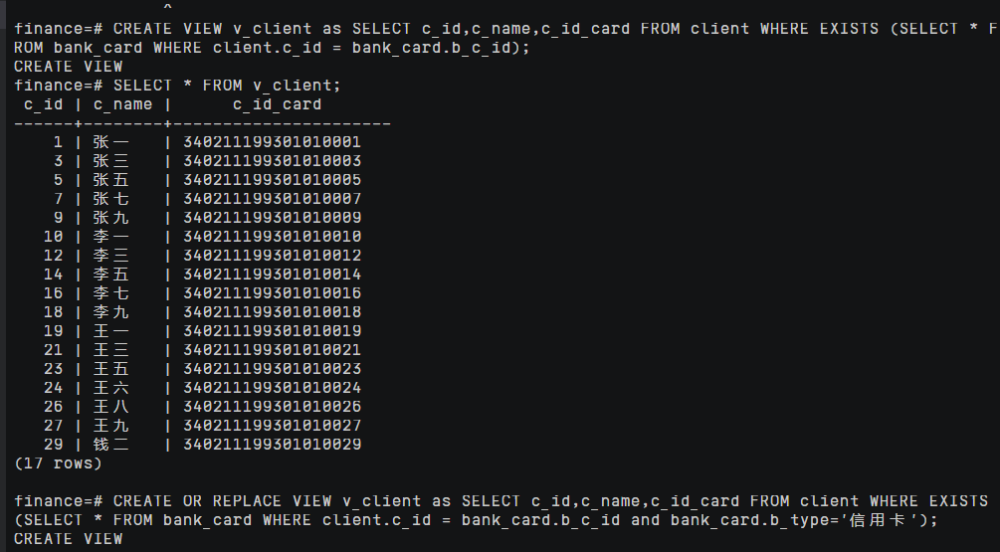 ^
finance=# CREATE VIEW v_client as SELECT c_id,c_name,c_id_card FROM client WHERE EXISTS (SELECT * F
ROM bank_card WHERE client.c_id = bank_card.b_c_id);
CREATE VIEW
finance=# SELECT * FROM v_client;
 c_id | c_name |      c_id_card
------+--------+----------------------
    1 | 张一   | 340211199301010001
    3 | 张三   | 340211199301010003
    5 | 张五   | 340211199301010005
    7 | 张七   | 340211199301010007
    9 | 张九   | 340211199301010009
   10 | 李一   | 340211199301010010
   12 | 李三   | 340211199301010012
   14 | 李五   | 340211199301010014
   16 | 李七   | 340211199301010016
   18 | 李九   | 340211199301010018
   19 | 王一   | 340211199301010019
   21 | 王三   | 340211199301010021
   23 | 王五   | 340211199301010023
   24 | 王六   | 340211199301010024
   26 | 王八   | 340211199301010026
   27 | 王九   | 340211199301010027
   29 | 钱二   | 340211199301010029
(17 rows)
finance=# CREATE OR REPLACE VIEW v_client as SELECT c_id,c_name,c_id_card FROM client WHERE EXISTS
(SELECT * FROM bank_card WHERE client.c_id = bank_card.b_c_id and bank_card.b_type='信用卡');
CREATE VIEW